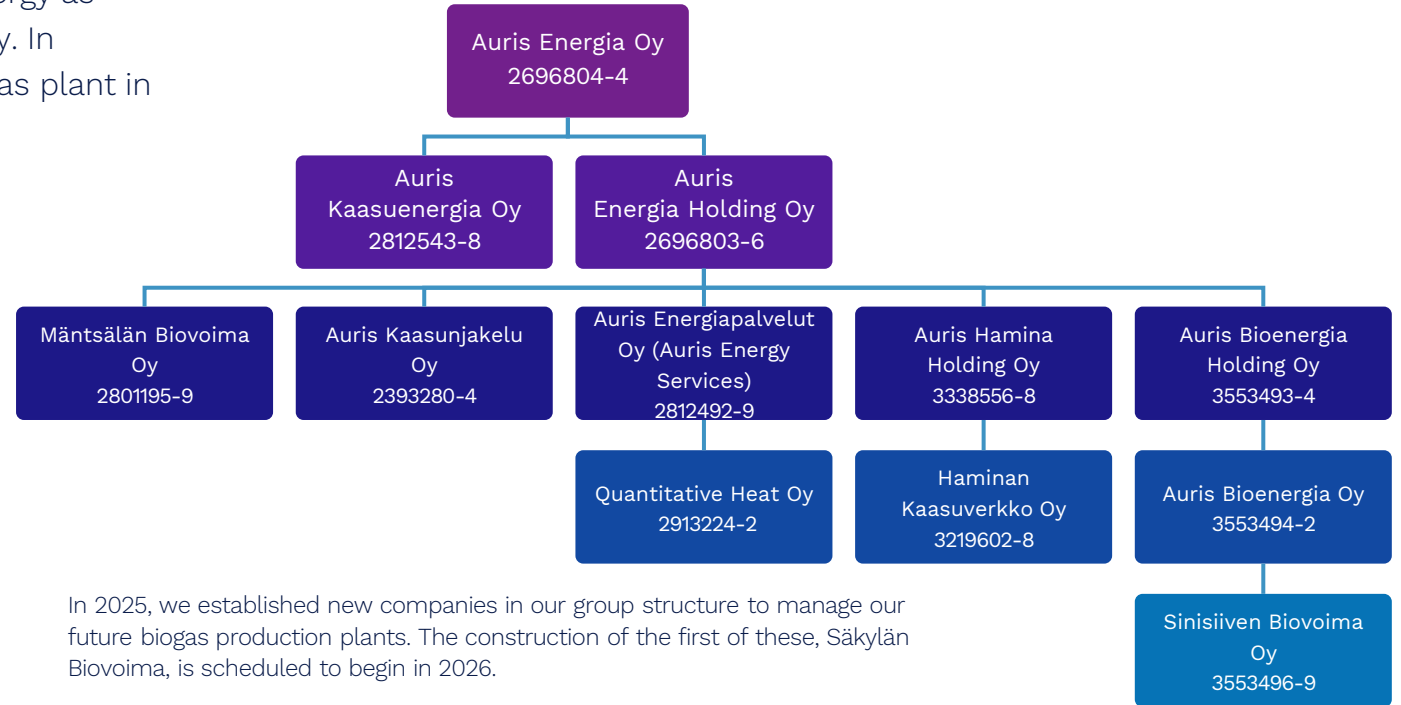 ergy as
y. In
as plant in
Auris Energia Oy
2696804-4
Auris
Kaasuenergia Oy
2812543-8
Auris
Energia Holding Oy
2696803-6
Mäntsälän Biovoima
Oy
2801195-9
Auris Kaasunjakelu
Oy
2393280-4
Auris Energiapalvelut
Oy (Auris Energy
Services)
2812492-9
Auris Hamina
Holding Oy
3338556-8
Auris Bioenergia
Holding Oy
3553493-4
Quantitative Heat Oy
2913224-2
Haminan
Kaasuverkko Oy
3219602-8
Auris Bioenergia Oy
3553494-2
Sinisiiven Biovoima
Oy
3553496-9
In 2025, we established new companies in our group structure to manage our
future biogas production plants. The construction of the first of these, Säkylän
Biovoima, is scheduled to begin in 2026.